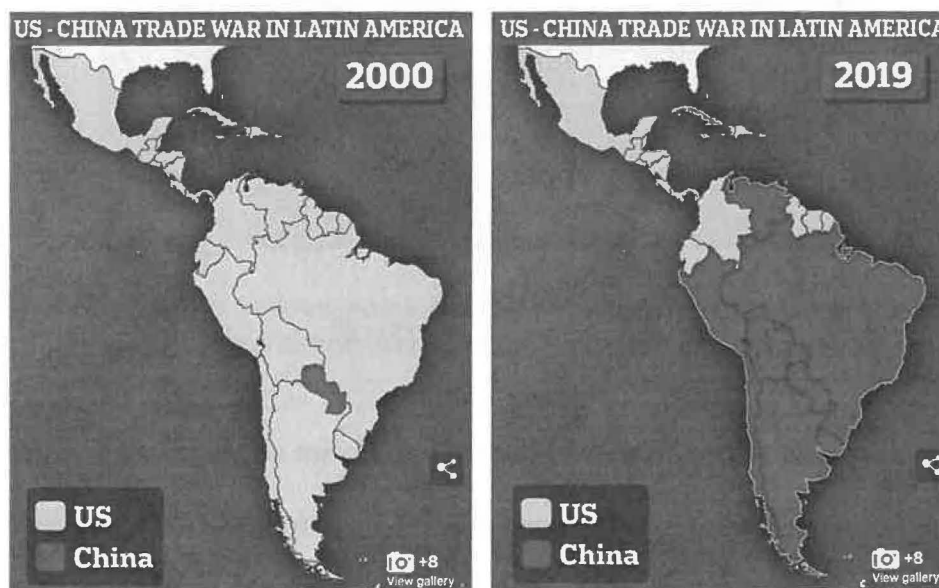 US - CHINA TRADE WAR IN LATIN AMERICA
2000
US
China
+8
View gallery
US - CHINA TRADE WAR IN LATIN AMERICA
2019
US
China
+8
View gallery